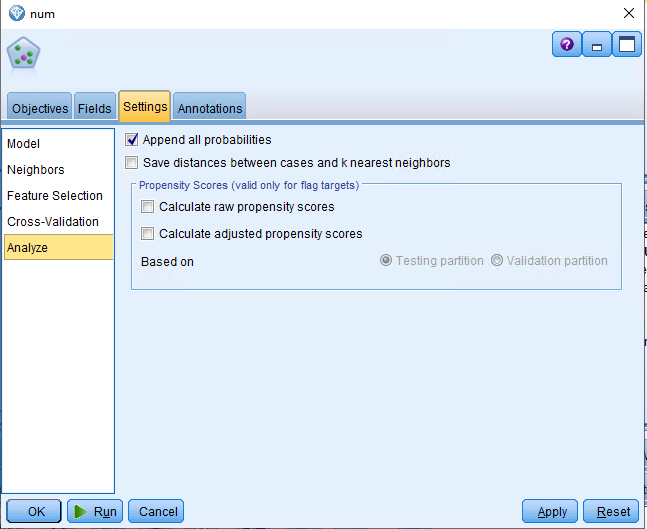 num
Objectives Fields Settings Annotations
Model
Neighbors
Feature Selection
Cross-Validation
Analyze
Append all probabilities
Save distances between cases and k nearest neighbors
Propensity Scores (valid only for flag targets)
Calculate raw propensity scores
Calculate adjusted propensity scores
Based on Testing partition Validation partition
OK Run Cancel Apply Reset